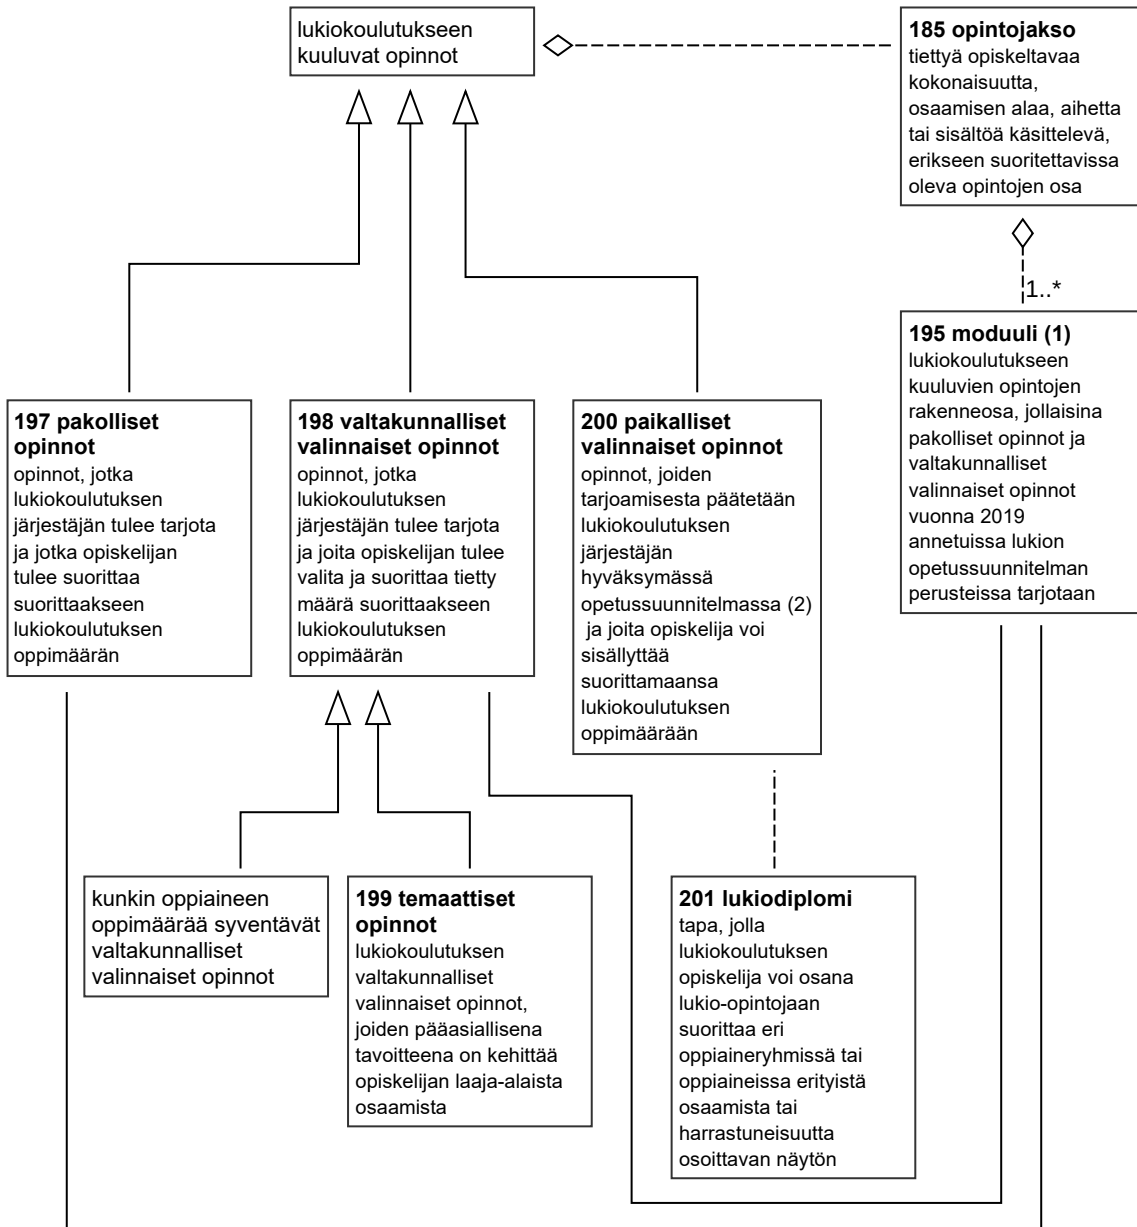 lukiokoulutukseen
kuuluvat opinnot
185 opintojakso
tiettyä opiskeltavaa
kokonaisuutta,
osaamisen alaa, aihetta
tai sisältöä käsittelevä,
erikseen suoritettavissa
oleva opintojen osa
1..*
195 moduuli (1)
lukiokoulutukseen
kuuluvien opintojen
rakenneosa, jollaisina
pakolliset opinnot ja
valtakunnalliset
valinnaiset opinnot
vuonna 2019
annetuissa lukion
opetussuunnitelman
perusteissa tarjotaan
197 pakolliset
opinnot
opinnot, jotka
lukiokoulutuksen
järjestäjän tulee tarjota
ja jotka opiskelijan
tulee suorittaa
suorittaakseen
lukiokoulutuksen
oppimäärän
198 valtakunnalliset
valinnaiset opinnot
opinnot, jotka
lukiokoulutuksen
järjestäjän tulee tarjota
ja joita opiskelijan tulee
valita ja suorittaa tietty
määrä suorittaakseen
lukiokoulutuksen
oppimäärän
200 paikalliset
valinnaiset opinnot
opinnot, joiden
tarjoamisesta päätetään
lukiokoulutuksen
järjestäjän
hyväksymässä
opetussuunnitelmassa (2)
ja joita opiskelija voi
sisällyttää
suorittamaansa
lukiokoulutuksen
oppimäärään
kunkin oppiaineen
oppimäärää syventävät
valtakunnalliset
valinnaiset opinnot
199 temaattiset
opinnot
lukiokoulutuksen
valtakunnalliset
valinnaiset opinnot,
joiden pääasiallisena
tavoitteena on kehittää
opiskelijan laaja-alaista
osaamista
201 lukiodiplomi
tapa, jolla
lukiokoulutuksen
opiskelija voi osana
lukio-opintojaan
suorittaa eri
oppiaineryhmissä tai
oppiaineissa erityistä
osaamista tai
harrastuneisuutta
osoittavan näytön